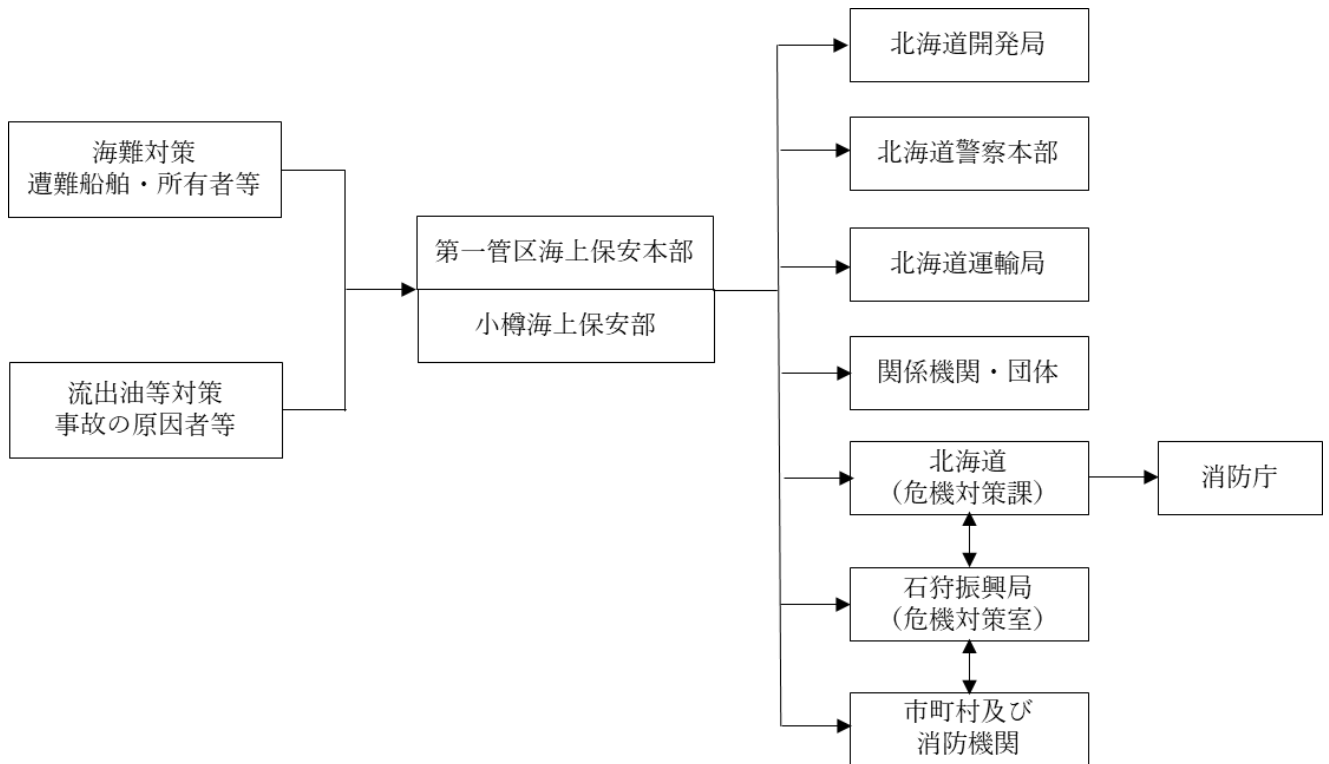 海難対策
遭難船舶・所有者等
流出油等対策
事故の原因者等
第一管区海上保安本部
小樽海上保安部
北海道開発局
北海道警察本部
北海道運輸局
関係機関・団体
北海道
（危機対策課）
消防庁
石狩振興局
（危機対策室）
市町村及び
消防機関